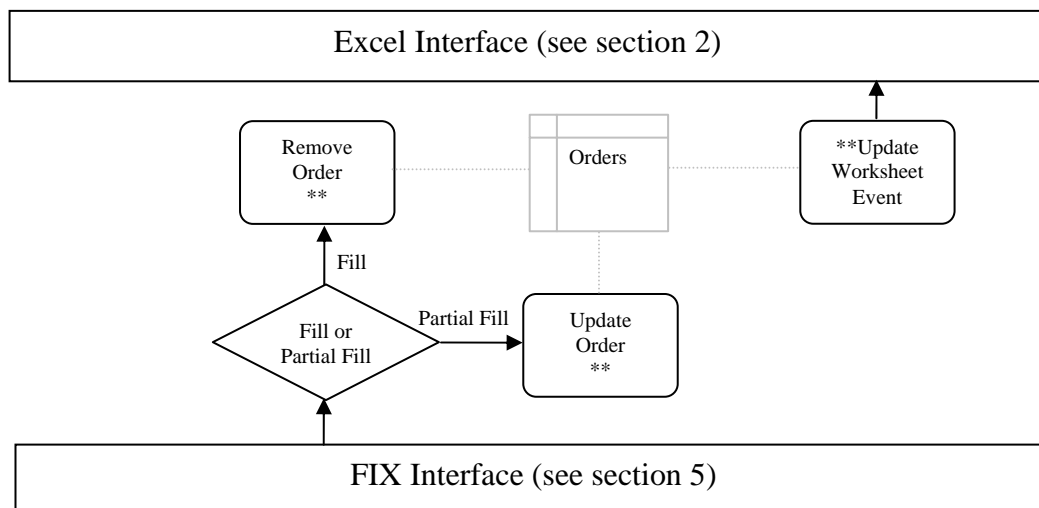 Excel Interface (see section 2)
Remove
Order
**
Orders
**Update
Worksheet
Event
Fill
Partial Fill
Fill or
Partial Fill
Update
Order
**
FIX Interface (see section 5)